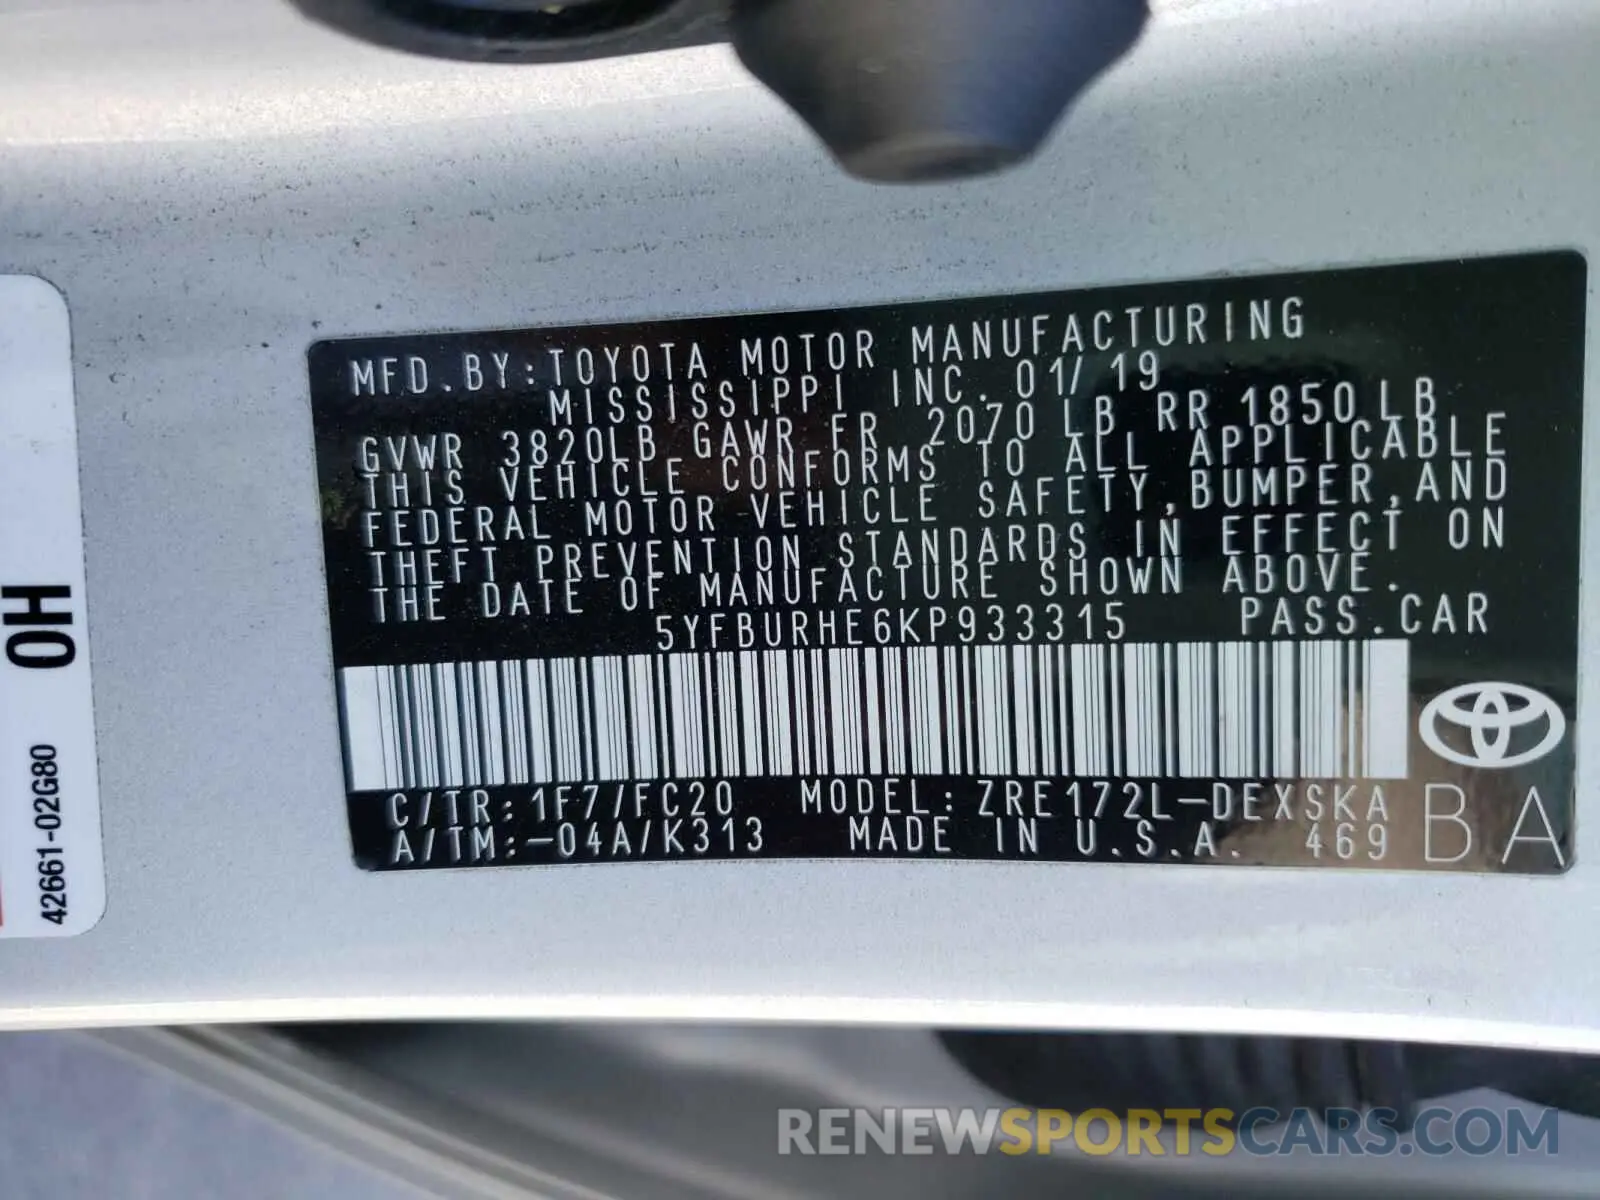 MFD.BY:TOYOTA MOTOR MANUFACTURING
MISSISSIPPI INC. 01/19
GVWR 3820LB GAWR FR 2070 LB RR 1850 LB
THIS VEHICLE CONFORMS TO ALL APPLICABLE
FEDERAL MOTOR VEHICLE SAFETY,BUMPER,AND
THEFT PREVENTION STANDARDS IN EFFECT ON
THE DATE OF MANUFACTURE SHOWN ABOVE.
5YFBURHE6KP933315 PASS.CAR
C/TR:1F7/FC20 MODEL:ZRE172L-DEXSKA
A/TM:-04A/K313 MADE IN U.S.A. 469
BA
42661-02G80
RENEWSPORTSCARS.COM